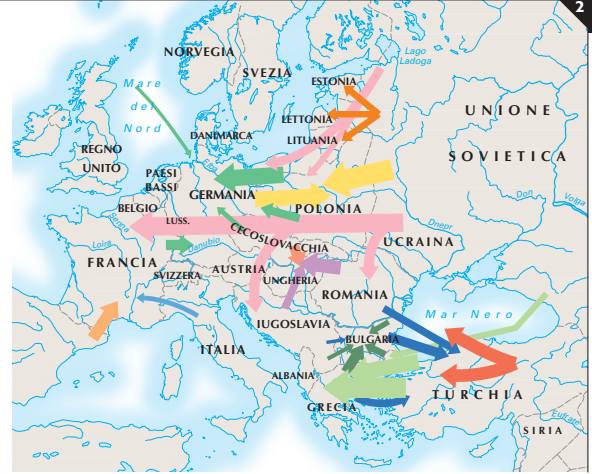 2
NORVEGIA
SVEZIA
Lago
Ladoga
ESTONIA
Mare
del
Nord
UNIONE
SOVIETICA
LETTONIA
DANIMARCA
LITUANIA
REGNO
UNITO
PAESI
BASSI
GERMANIA
Elba
POLONIA
BELGIO
LUSS.
Senna
Don
Volga
Dnepr
CECOSLOVACCHIA
UCRAINA
Loira
Danubio
FRANCIA
SVIZZERA
AUSTRIA
UNGHERIA
ROMANIA
Mar Nero
IUGOSLAVIA
BULGARIA
ITALIA
ALBANIA
TURCHIA
GRECIA
Eufrate
SIRIA